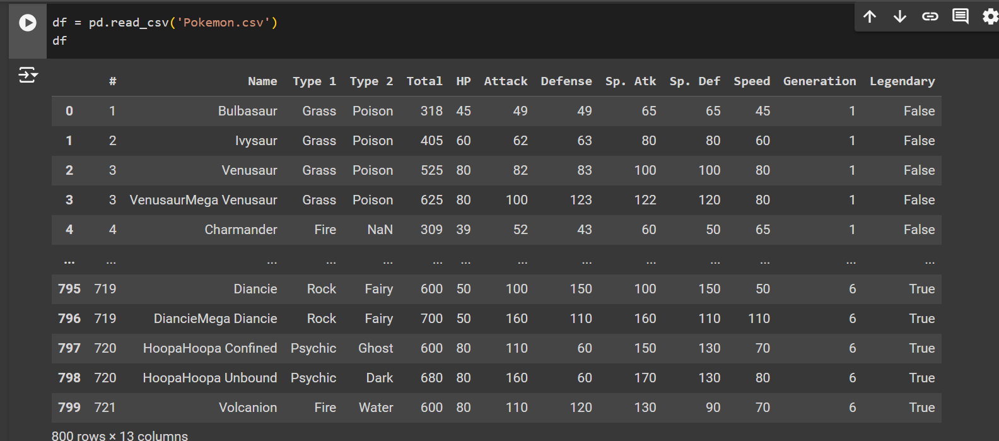 df = pd.read_csv('Pokemon.csv')
df
# Name Type 1 Type 2 Total HP Attack Defense Sp. Atk Sp. Def Speed Generation Legendary
0 1 Bulbasaur Grass Poison 318 45 49 49 65 65 45 1 False
1 2 Ivysaur Grass Poison 405 60 62 63 80 80 60 1 False
2 3 Venusaur Grass Poison 525 80 82 83 100 100 80 1 False
3 3 VenusaurMega Venusaur Grass Poison 625 80 100 123 122 120 80 1 False
4 4 Charmander Fire NaN 309 39 52 43 60 50 65 1 False
... ... ... ... ... ... ... ... ... ... ... ... ... ...
795 719 Diancie Rock Fairy 600 50 100 150 100 150 50 6 True
796 719 DiancieMega Diancie Rock Fairy 700 50 160 110 160 110 110 6 True
797 720 HoopaHoopa Confined Psychic Ghost 600 80 110 60 150 130 70 6 True
798 720 HoopaHoopa Unbound Psychic Dark 680 80 160 60 170 130 80 6 True
799 721 Volcanion Fire Water 600 80 110 120 130 90 70 6 True
800 rows × 13 columns